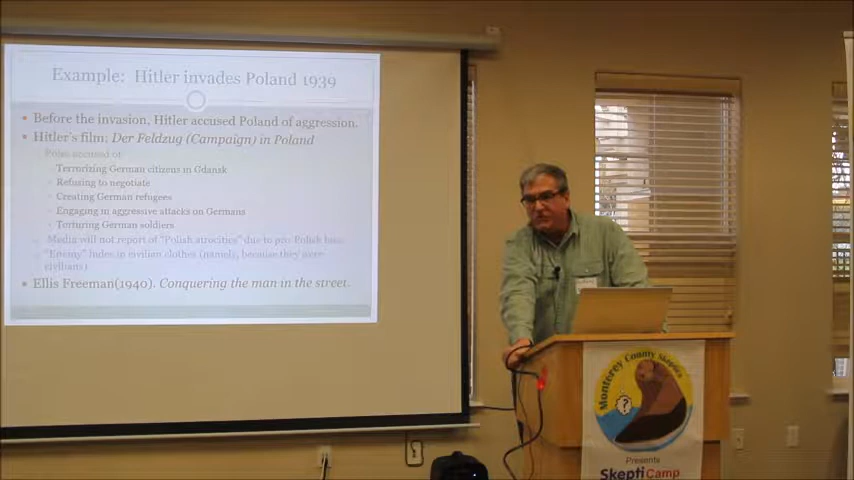 Example: Hitler invades Poland 1939
Before the invasion, Hitler accused Poland of aggression.
Hitler's film: Der Feldzug (Campaign) in Poland
Poles accused of:
Terrorizing German citizens in Gdansk
Refusing to negotiate
Creating German refugees
Engaging in aggressive attacks on Germans
Torturing German soldiers
Media will not report of "Polish atrocities" due to pro-Polish bias
"Enemy" hides in civilian clothes (namely, because they were
civilians)
Ellis Freeman(1940). Conquering the man in the street.
Monterey County Skeptics
?
Presents
SkeptiCamp